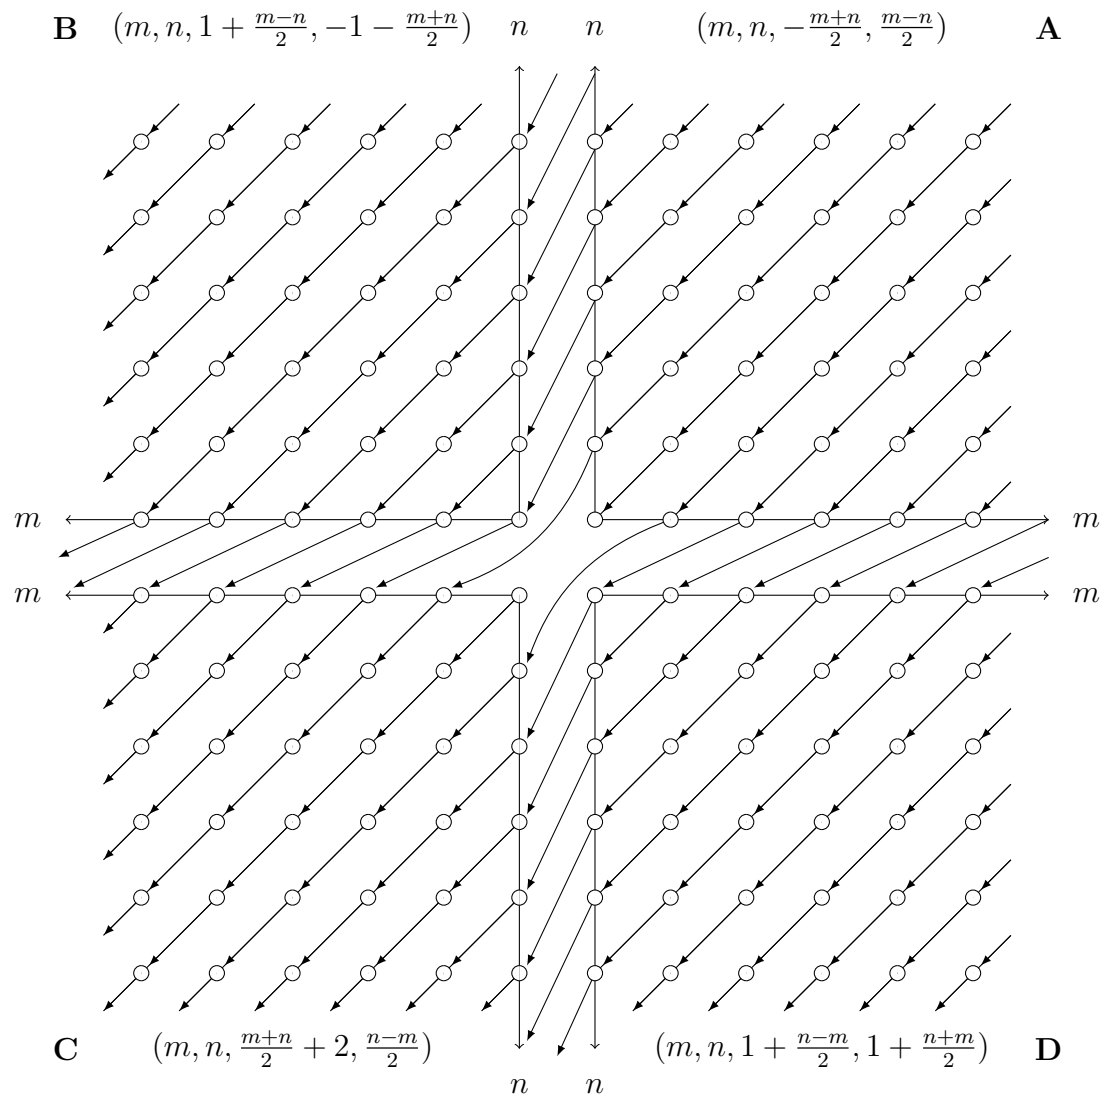 B $(m, n, 1 + \frac{m-n}{2}, -1 - \frac{m+n}{2})$ $n$ $n$ $(m, n, -\frac{m+n}{2}, \frac{m-n}{2})$ A
$m$ $m$
$m$ $m$
C $(m, n, \frac{m+n}{2} + 2, \frac{n-m}{2})$ $(m, n, 1 + \frac{n-m}{2}, 1 + \frac{n+m}{2})$ D
$n$ $n$